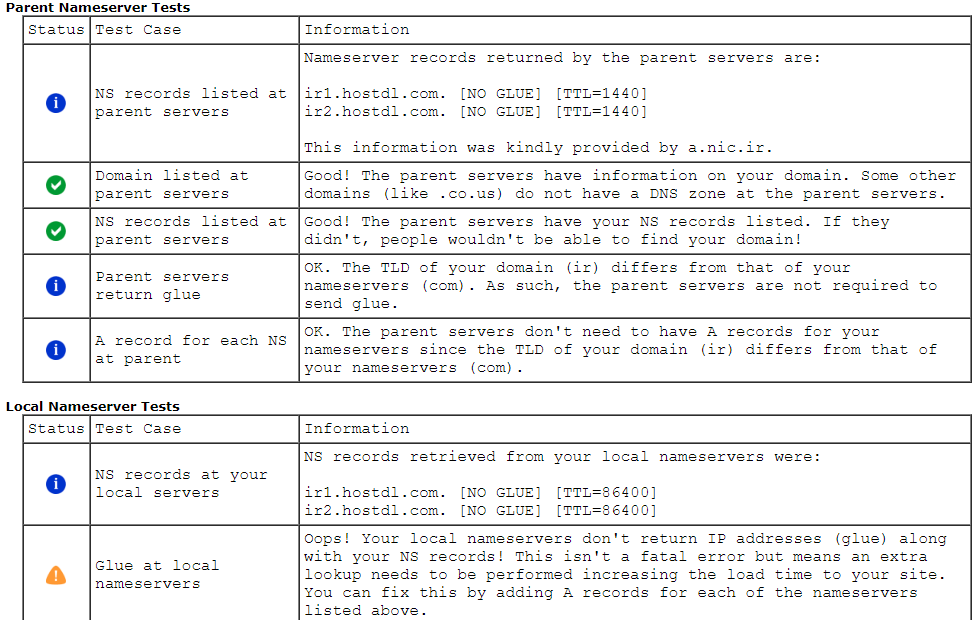 Parent Nameserver Tests
Status Test Case Information
NS records listed at
parent servers
Nameserver records returned by the parent servers are:
ir1.hostdl.com. [NO GLUE] [TTL=1440]
ir2.hostdl.com. [NO GLUE] [TTL=1440]
This information was kindly provided by a.nic.ir.
Domain listed at
parent servers
Good! The parent servers have information on your domain. Some other
domains (like .co.us) do not have a DNS zone at the parent servers.
NS records listed at
parent servers
Good! The parent servers have your NS records listed. If they
didn't, people wouldn't be able to find your domain!
Parent servers
return glue
OK. The TLD of your domain (ir) differs from that of your
nameservers (com). As such, the parent servers are not required to
send glue.
A record for each NS
at parent
OK. The parent servers don't need to have A records for your
nameservers since the TLD of your domain (ir) differs from that of
your nameservers (com).
Local Nameserver Tests
Status Test Case Information
NS records at your
local servers
NS records retrieved from your local nameservers were:
ir1.hostdl.com. [NO GLUE] [TTL=86400]
ir2.hostdl.com. [NO GLUE] [TTL=86400]
Glue at local
nameservers
Oops! Your local nameservers don't return IP addresses (glue) along
with your NS records! This isn't a fatal error but means an extra
lookup needs to be performed increasing the load time to your site.
You can fix this by adding A records for each of the nameservers
listed above.